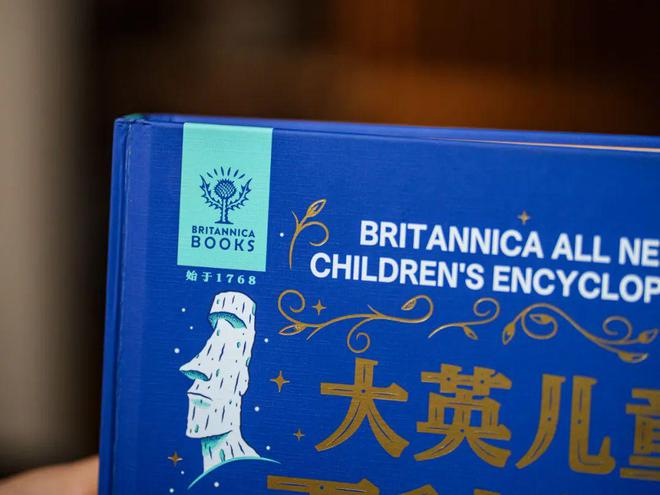 BRITANNICA
BOOKS
始于1768
BRITANNICA ALL NE
CHILDREN'S ENCYCLOP
大英儿童